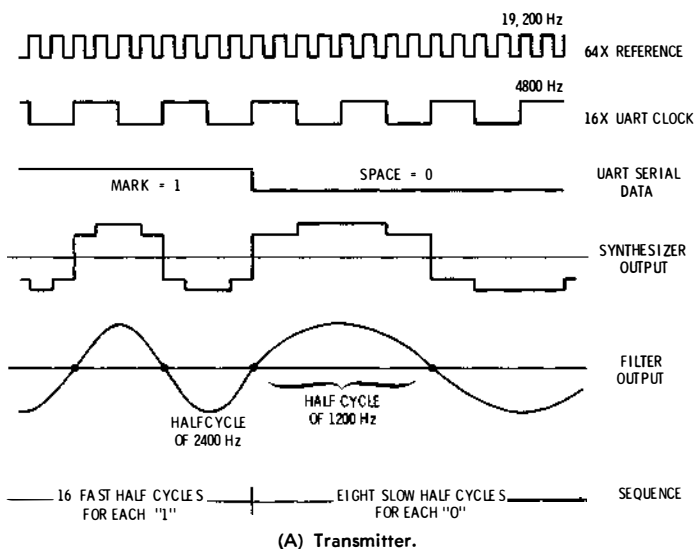 19,200 Hz
64X REFERENCE
4800 Hz
16X UART CLOCK
MARK = 1
SPACE = 0
UART SERIAL
DATA
SYNTHESIZER
OUTPUT
FILTER
OUTPUT
HALF CYCLE
OF 2400 Hz
HALF CYCLE
OF 1200 Hz
16 FAST HALF CYCLES
FOR EACH "1"
EIGHT SLOW HALF CYCLES
FOR EACH "0"
SEQUENCE
(A) Transmitter.